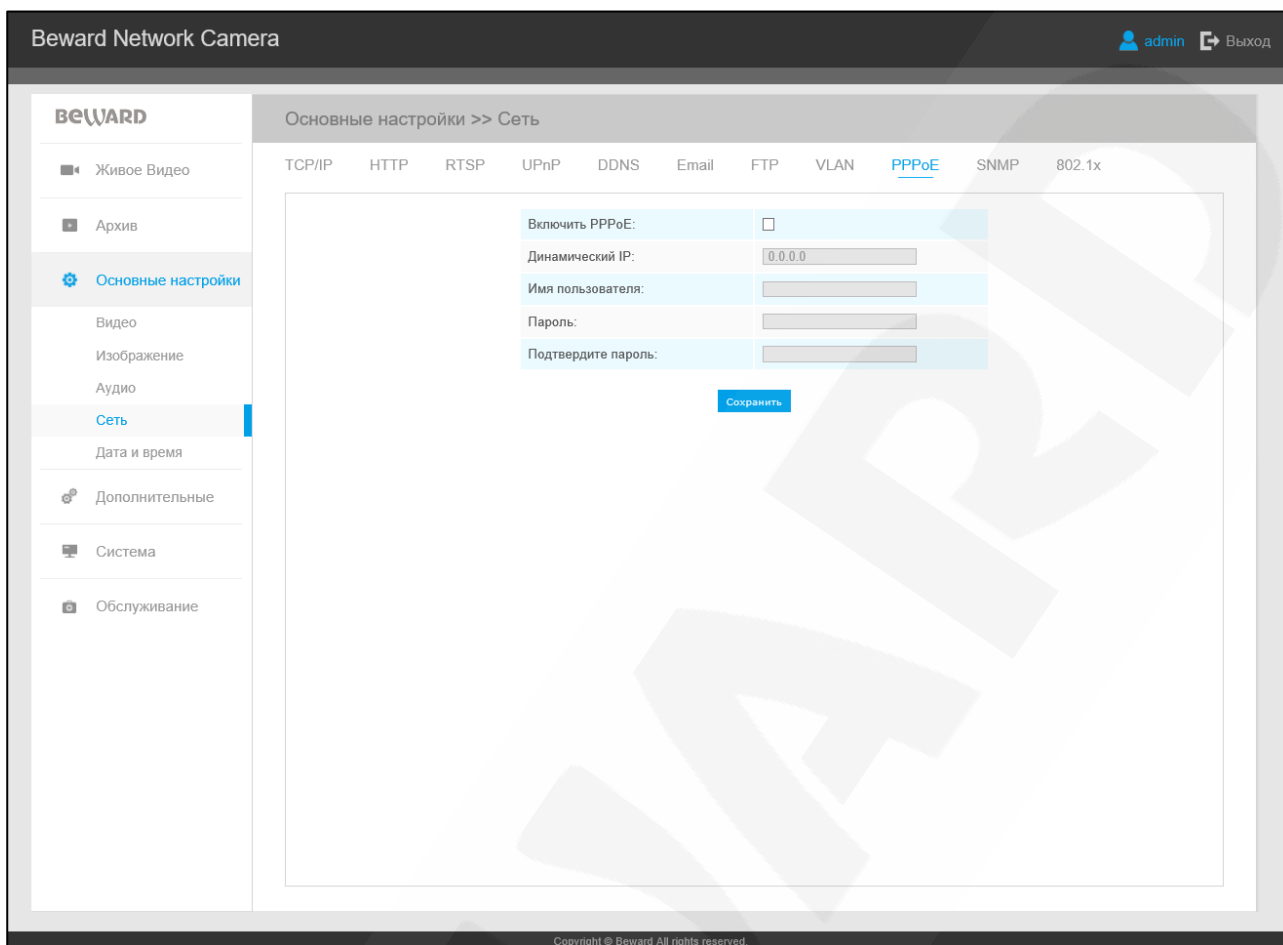 Beward Network Camera
admin Выход
BEWARD
Основные настройки >> Сеть
TCP/IP HTTP RTSP UPnP DDNS Email FTP VLAN PPPoE SNMP 802.1x
Живое Видео
Архив
Основные настройки
Видео
Изображение
Аудио
Сеть
Дата и время
Дополнительные
Система
Обслуживание
Включить PPPoE:
Динамический IP: 0.0.0.0
Имя пользователя:
Пароль:
Подтвердите пароль:
Сохранить
Copyright © Beward All rights reserved.